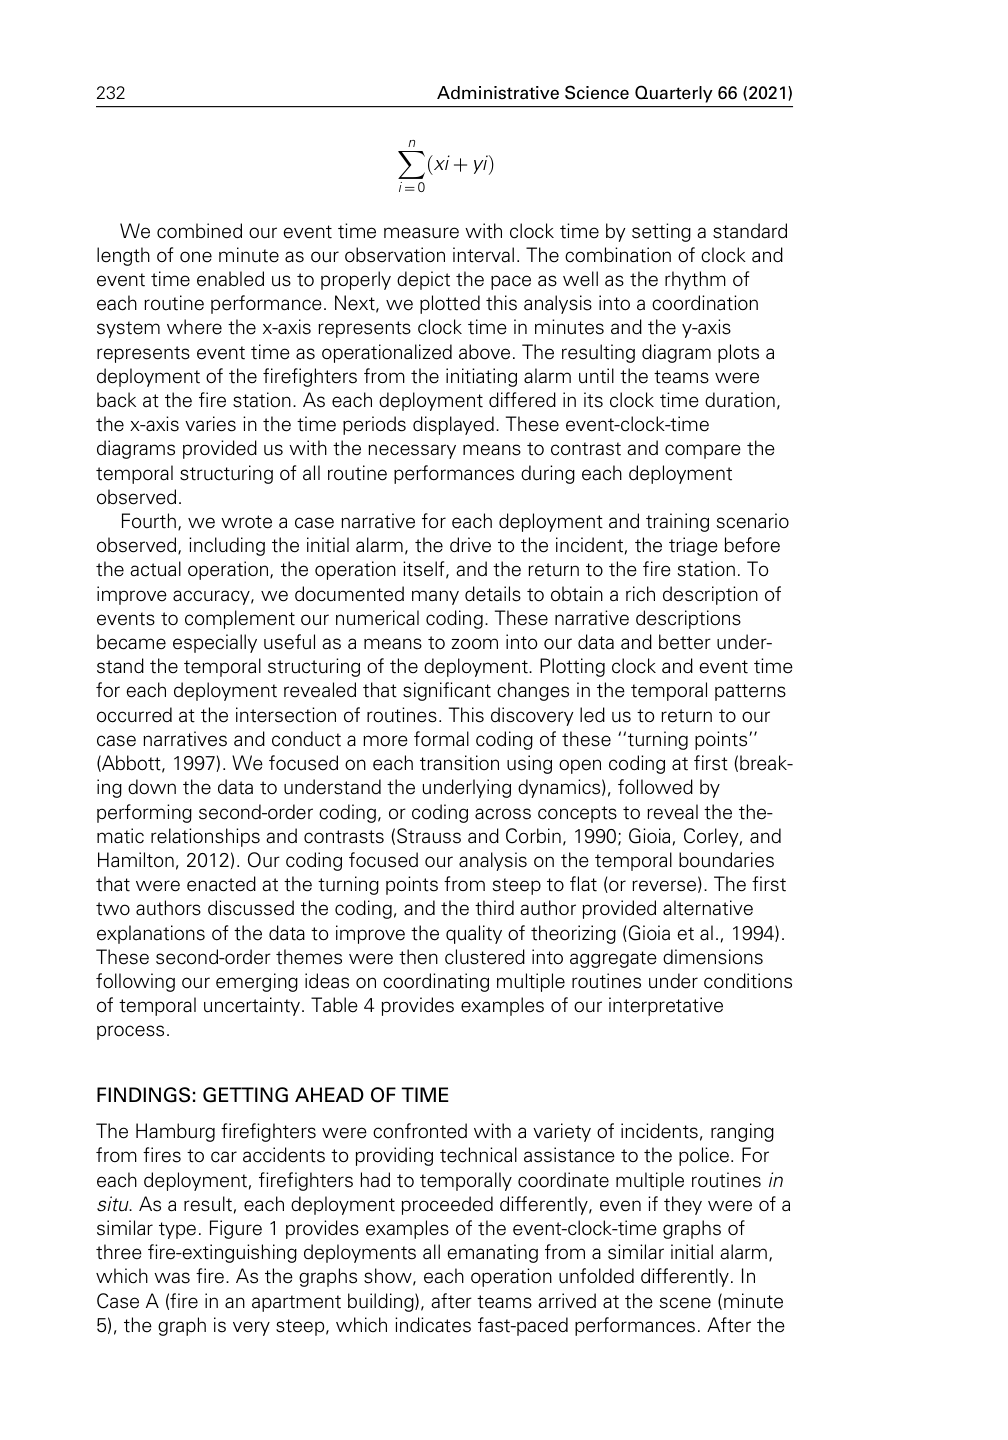 232
Administrative Science Quarterly 66 (2021)
n
∑(xi + yi)
i = 0
We combined our event time measure with clock time by setting a standard
length of one minute as our observation interval. The combination of clock and
event time enabled us to properly depict the pace as well as the rhythm of
each routine performance. Next, we plotted this analysis into a coordination
system where the x-axis represents clock time in minutes and the y-axis
represents event time as operationalized above. The resulting diagram plots a
deployment of the firefighters from the initiating alarm until the teams were
back at the fire station. As each deployment differed in its clock time duration,
the x-axis varies in the time periods displayed. These event-clock-time
diagrams provided us with the necessary means to contrast and compare the
temporal structuring of all routine performances during each deployment
observed.
Fourth, we wrote a case narrative for each deployment and training scenario
observed, including the initial alarm, the drive to the incident, the triage before
the actual operation, the operation itself, and the return to the fire station. To
improve accuracy, we documented many details to obtain a rich description of
events to complement our numerical coding. These narrative descriptions
became especially useful as a means to zoom into our data and better under-
stand the temporal structuring of the deployment. Plotting clock and event time
for each deployment revealed that significant changes in the temporal patterns
occurred at the intersection of routines. This discovery led us to return to our
case narratives and conduct a more formal coding of these ‘‘turning points’’
(Abbott, 1997). We focused on each transition using open coding at first (break-
ing down the data to understand the underlying dynamics), followed by
performing second-order coding, or coding across concepts to reveal the the-
matic relationships and contrasts (Strauss and Corbin, 1990; Gioia, Corley, and
Hamilton, 2012). Our coding focused our analysis on the temporal boundaries
that were enacted at the turning points from steep to flat (or reverse). The first
two authors discussed the coding, and the third author provided alternative
explanations of the data to improve the quality of theorizing (Gioia et al., 1994).
These second-order themes were then clustered into aggregate dimensions
following our emerging ideas on coordinating multiple routines under conditions
of temporal uncertainty. Table 4 provides examples of our interpretative
process.
FINDINGS: GETTING AHEAD OF TIME
The Hamburg firefighters were confronted with a variety of incidents, ranging
from fires to car accidents to providing technical assistance to the police. For
each deployment, firefighters had to temporally coordinate multiple routines in
situ. As a result, each deployment proceeded differently, even if they were of a
similar type. Figure 1 provides examples of the event-clock-time graphs of
three fire-extinguishing deployments all emanating from a similar initial alarm,
which was fire. As the graphs show, each operation unfolded differently. In
Case A (fire in an apartment building), after teams arrived at the scene (minute
5), the graph is very steep, which indicates fast-paced performances. After the